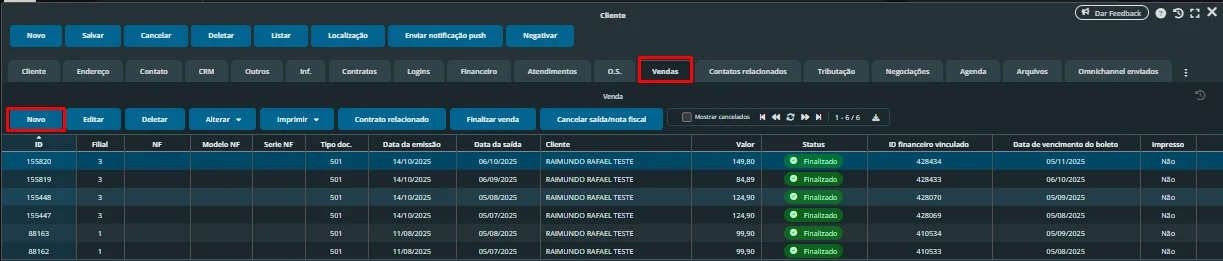 Cliente
Dar Feedback
Novo Salvar Cancelar Deletar Listar Localização Enviar notificação push Negativar
Cliente Endereço Contato CRM Outros Inf. Contratos Logins Financeiro Atendimentos O.S. Vendas Contatos relacionados Tributação Negociações Agenda Arquivos Omnichannel enviados
Venda
Novo Editar Deletar Alterar Imprimir Contrato relacionado Finalizar venda Cancelar saída/nota fiscal Mostrar cancelados 1 - 6 / 6
ID Filial NF Modelo NF Serie NF Tipo doc. Data da emissão Data da saída Cliente Valor Status ID financeiro vinculado Data de vencimento do boleto Impresso
155820 3 501 14/10/2025 06/10/2025 RAIMUNDO RAFAEL TESTE 149,80 Finalizado 428434 05/11/2025 Não
155819 3 501 14/10/2025 06/09/2025 RAIMUNDO RAFAEL TESTE 84,89 Finalizado 428433 06/10/2025 Não
155448 3 501 14/10/2025 05/08/2025 RAIMUNDO RAFAEL TESTE 124,90 Finalizado 428070 05/09/2025 Não
155447 3 501 14/10/2025 05/07/2025 RAIMUNDO RAFAEL TESTE 124,90 Finalizado 428069 05/08/2025 Não
88163 1 501 11/08/2025 05/08/2025 RAIMUNDO RAFAEL TESTE 99,90 Finalizado 410534 05/09/2025 Não
88162 1 501 11/08/2025 05/07/2025 RAIMUNDO RAFAEL TESTE 99,90 Finalizado 410533 05/08/2025 Não